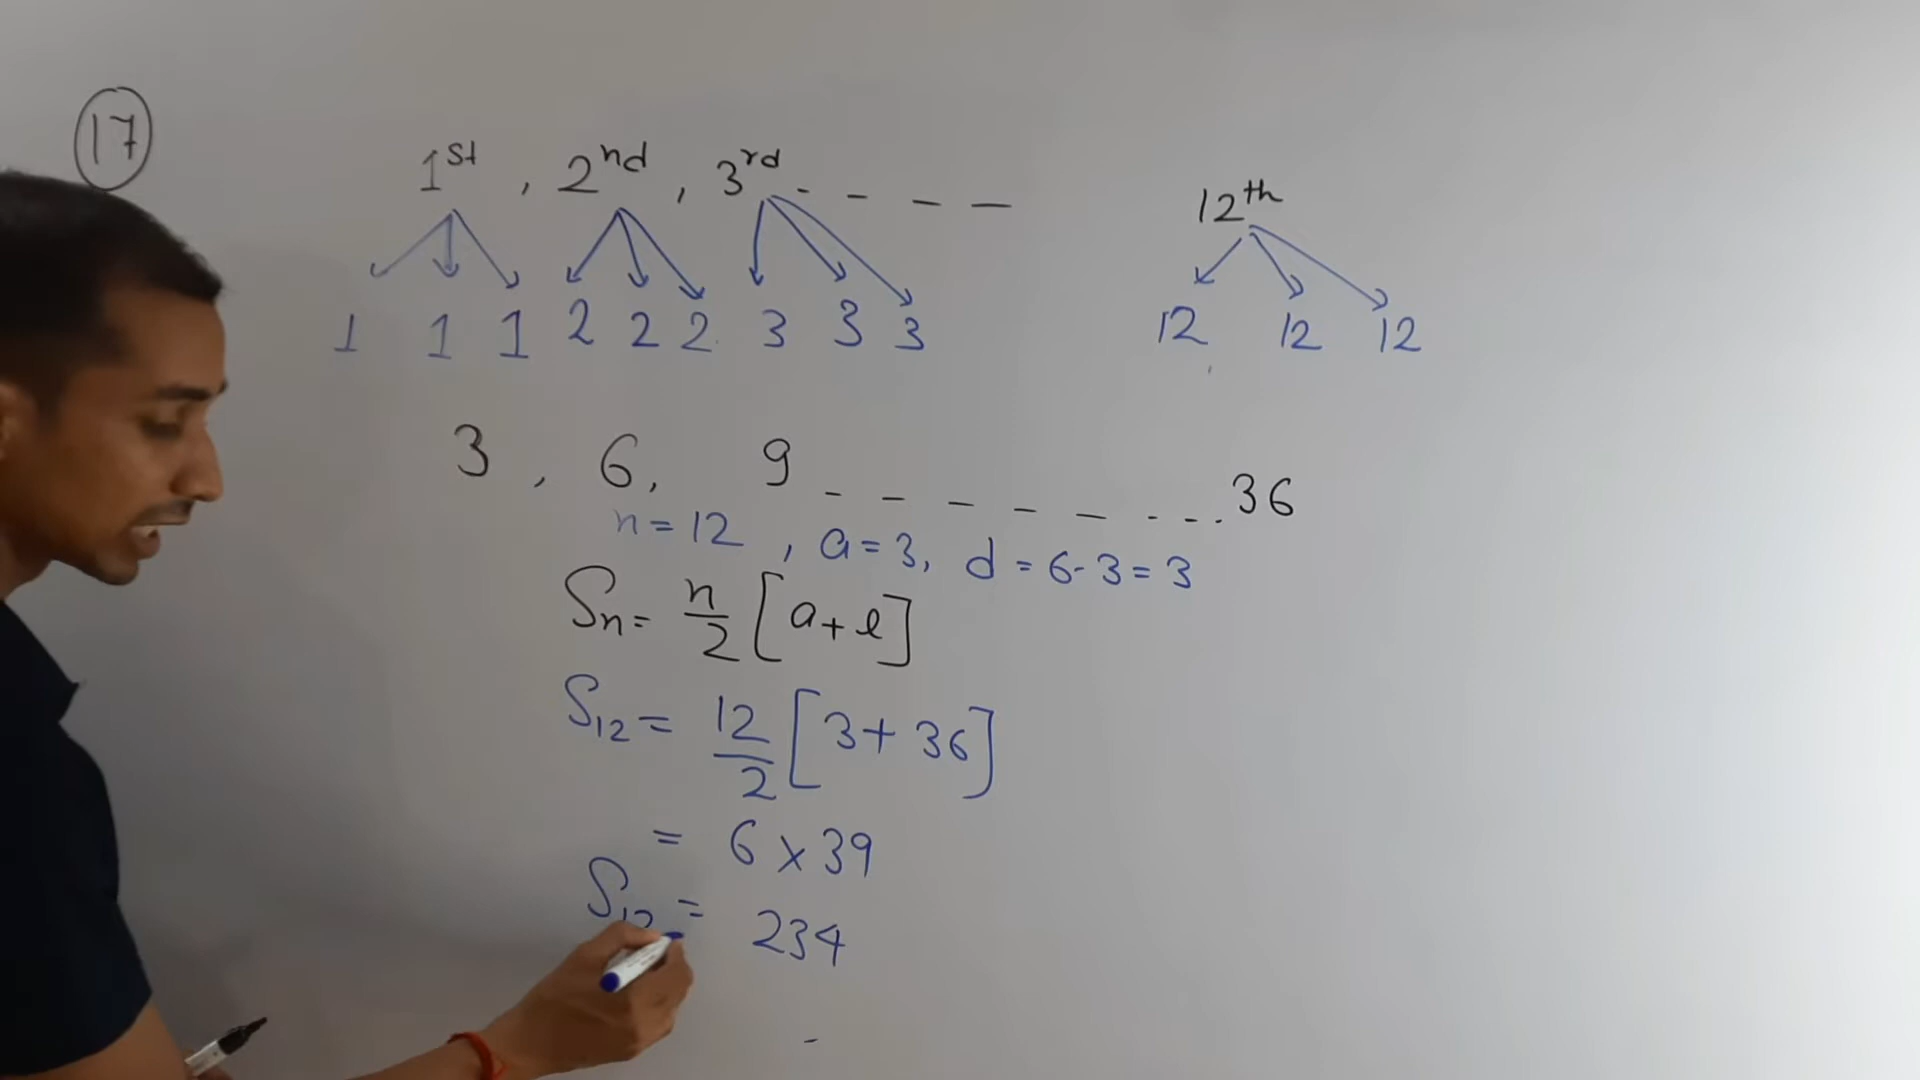 17
1st , 2nd , 3rd - - - - 12th
1 1 1 2 2 2 3 3 3 12 12 12
3 , 6, 9 - - - - - - - .. 36
n = 12 , a = 3, d = 6 - 3 = 3
Sn = n/2 [a + l]
S12 = 12/2 [3 + 36]
= 6 × 39
S12 = 234